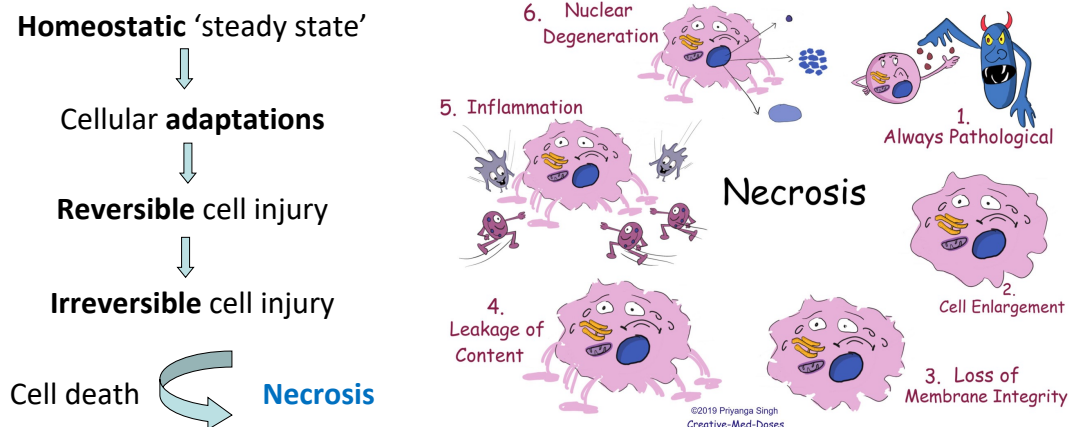 Homeostatic ‘steady state’
Cellular adaptations
Reversible cell injury
Irreversible cell injury
Cell death
Necrosis
6. Nuclear
Degeneration
5. Inflammation
1.
Always Pathological
Necrosis
2.
Cell Enlargement
4.
Leakage of
Content
3. Loss of
Membrane Integrity
©2019 Priyanga Singh
Creative-Med-Doses